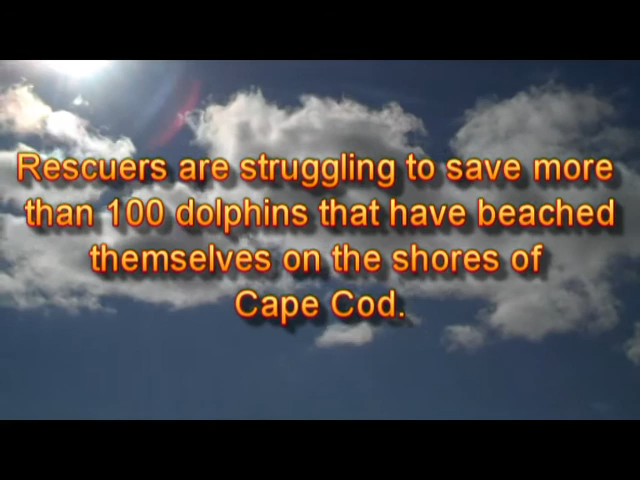 Rescuers are struggling to save more
than 100 dolphins that have beached
themselves on the shores of
Cape Cod.